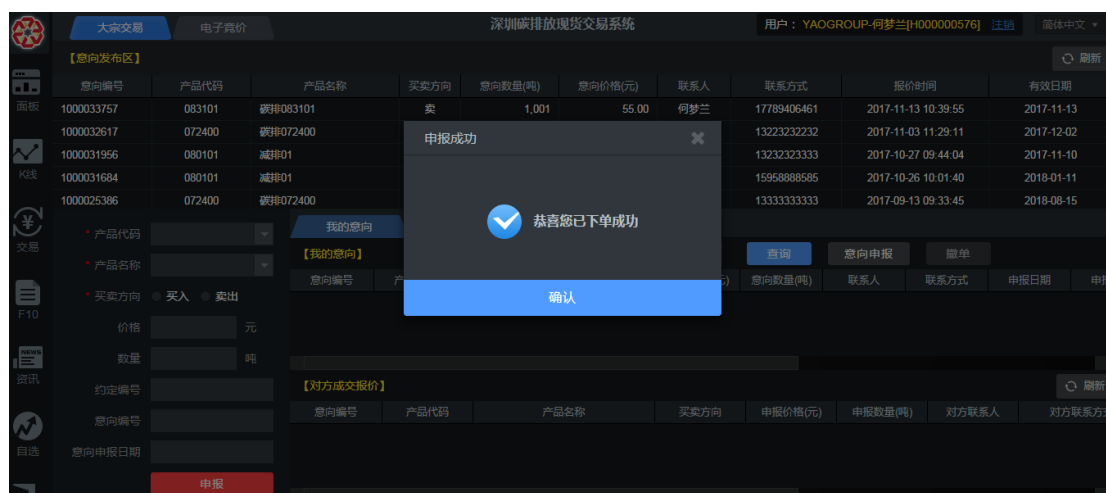 大宗交易 电子竞价 深圳碳排放现货交易系统 用户： YAOGROUP-何梦兰[H000000576] 注销 简体中文
【意向发布区】 刷新
面板
意向编号 产品代码 产品名称 买卖方向 意向数量(吨) 意向价格(元) 联系人 联系方式 报价时间 有效日期
1000033757 083101 碳排083101 卖 1,001 55.00 何梦兰 17789406461 2017-11-13 10:39:55 2017-11-13
1000032617 072400 碳排072400 13223232232 2017-11-03 11:29:11 2017-12-02
1000031956 080101 减排01 13232323333 2017-10-27 09:44:04 2017-11-10
K线
1000031684 080101 减排01 15958888585 2017-10-26 10:01:40 2018-01-11
1000025386 072400 碳排072400 13333333333 2017-09-13 09:33:45 2018-08-15
申报成功
恭喜您已下单成功
确认
交易
* 产品代码
* 产品名称
* 买卖方向 买入 卖出
价格 元
数量 吨
约定编号
意向编号
意向申报日期
申报
F10
NEWS
资讯
自选
我的意向
【我的意向】 查询 意向申报 撤单
意向编号 意向数量(吨) 联系人 联系方式 申报日期
【对方成交报价】 刷新
意向编号 产品代码 产品名称 买卖方向 申报价格(元) 申报数量(吨) 对方联系人 对方联系方